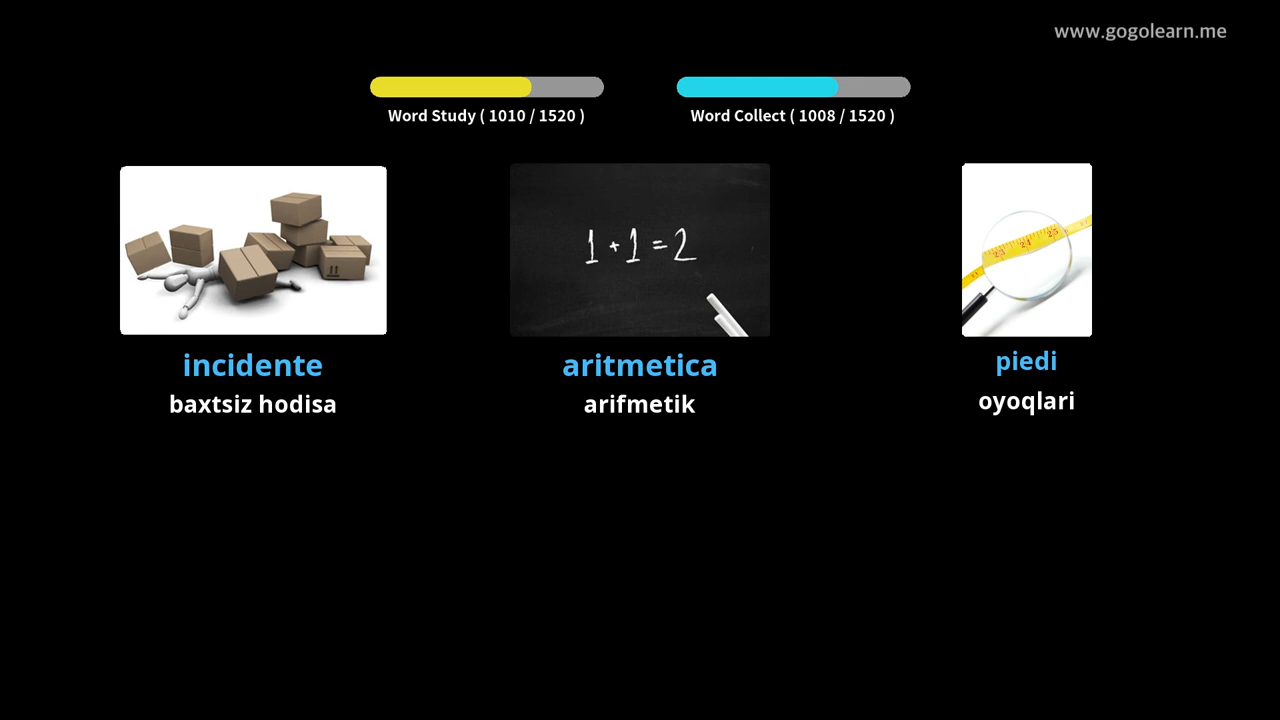 www.gogolearn.me
Word Study ( 1010 / 1520 )
Word Collect ( 1008 / 1520 )
1 + 1 = 2
incidente
baxtsiz hodisa
aritmetica
arifmetik
piedi
oyoqlari